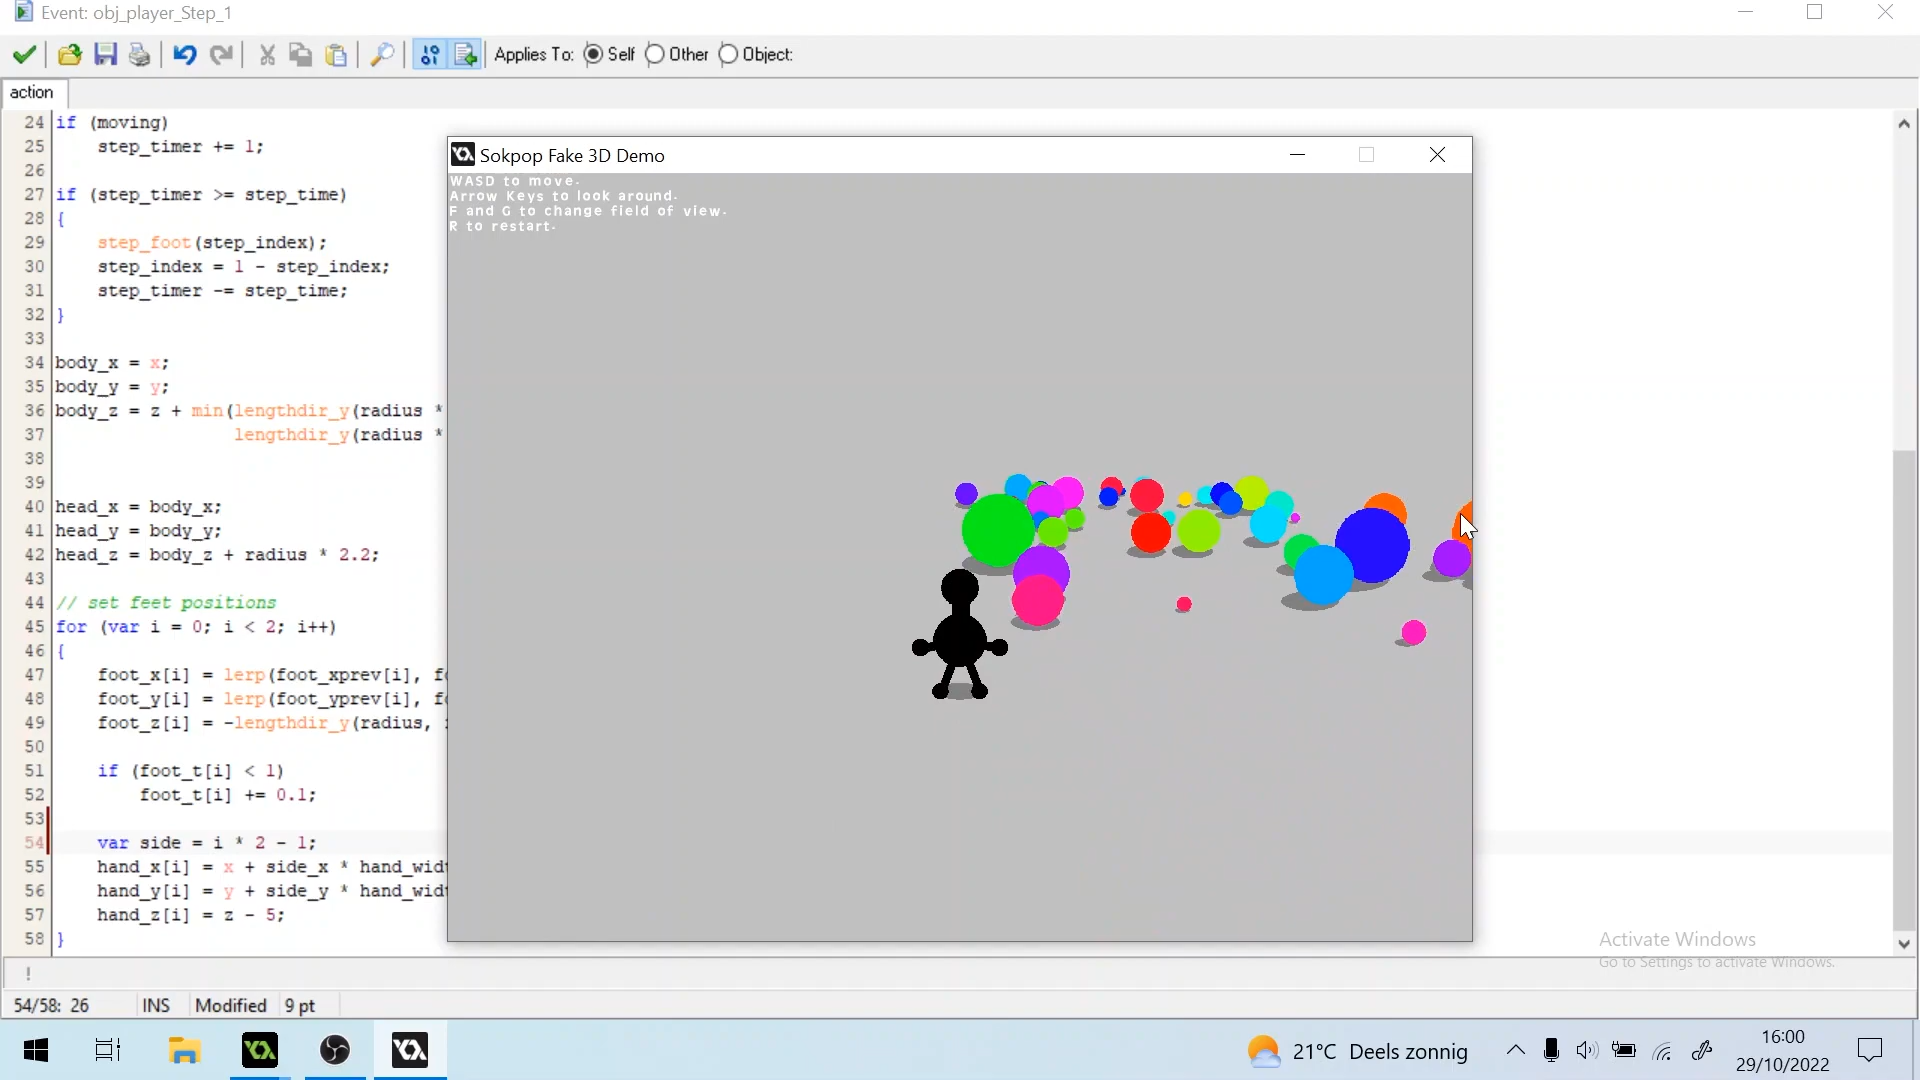 Event: obj_player_Step_1
Applies To: Self Other Object:
action
24 if (moving)
25 step_timer += 1;
26
27 if (step_timer >= step_time)
28 {
29 step_foot(step_index);
30 step_index = 1 - step_index;
31 step_timer -= step_time;
32 }
33
34 body_x = x;
35 body_y = y;
36 body_z = z + min(lengthdir_y(radius *
37 lengthdir_y(radius *
38
39
40 head_x = body_x;
41 head_y = body_y;
42 head_z = body_z + radius * 2.2;
43
44 // set feet positions
45 for (var i = 0; i < 2; i++)
46 {
47 foot_x[i] = lerp(foot_xprev[i],
48 foot_y[i] = lerp(foot_yprev[i],
49 foot_z[i] = -lengthdir_y(radius,
50
51 if (foot_t[i] < 1)
52 foot_t[i] += 0.1;
53
54 var side = i * 2 - 1;
55 hand_x[i] = x + side_x *
56 hand_y[i] = y + side_y *
57 hand_z[i] = z - 5;
58 }
Sokpop Fake 3D Demo
WASD to move.
Arrow Keys to look around.
F and G to change field of view.
R to restart.
Activate Windows
Go to Settings to activate Windows.
!
54/58: 26 INS Modified 9 pt
21°C Deels zonnig
16:00
29/10/2022